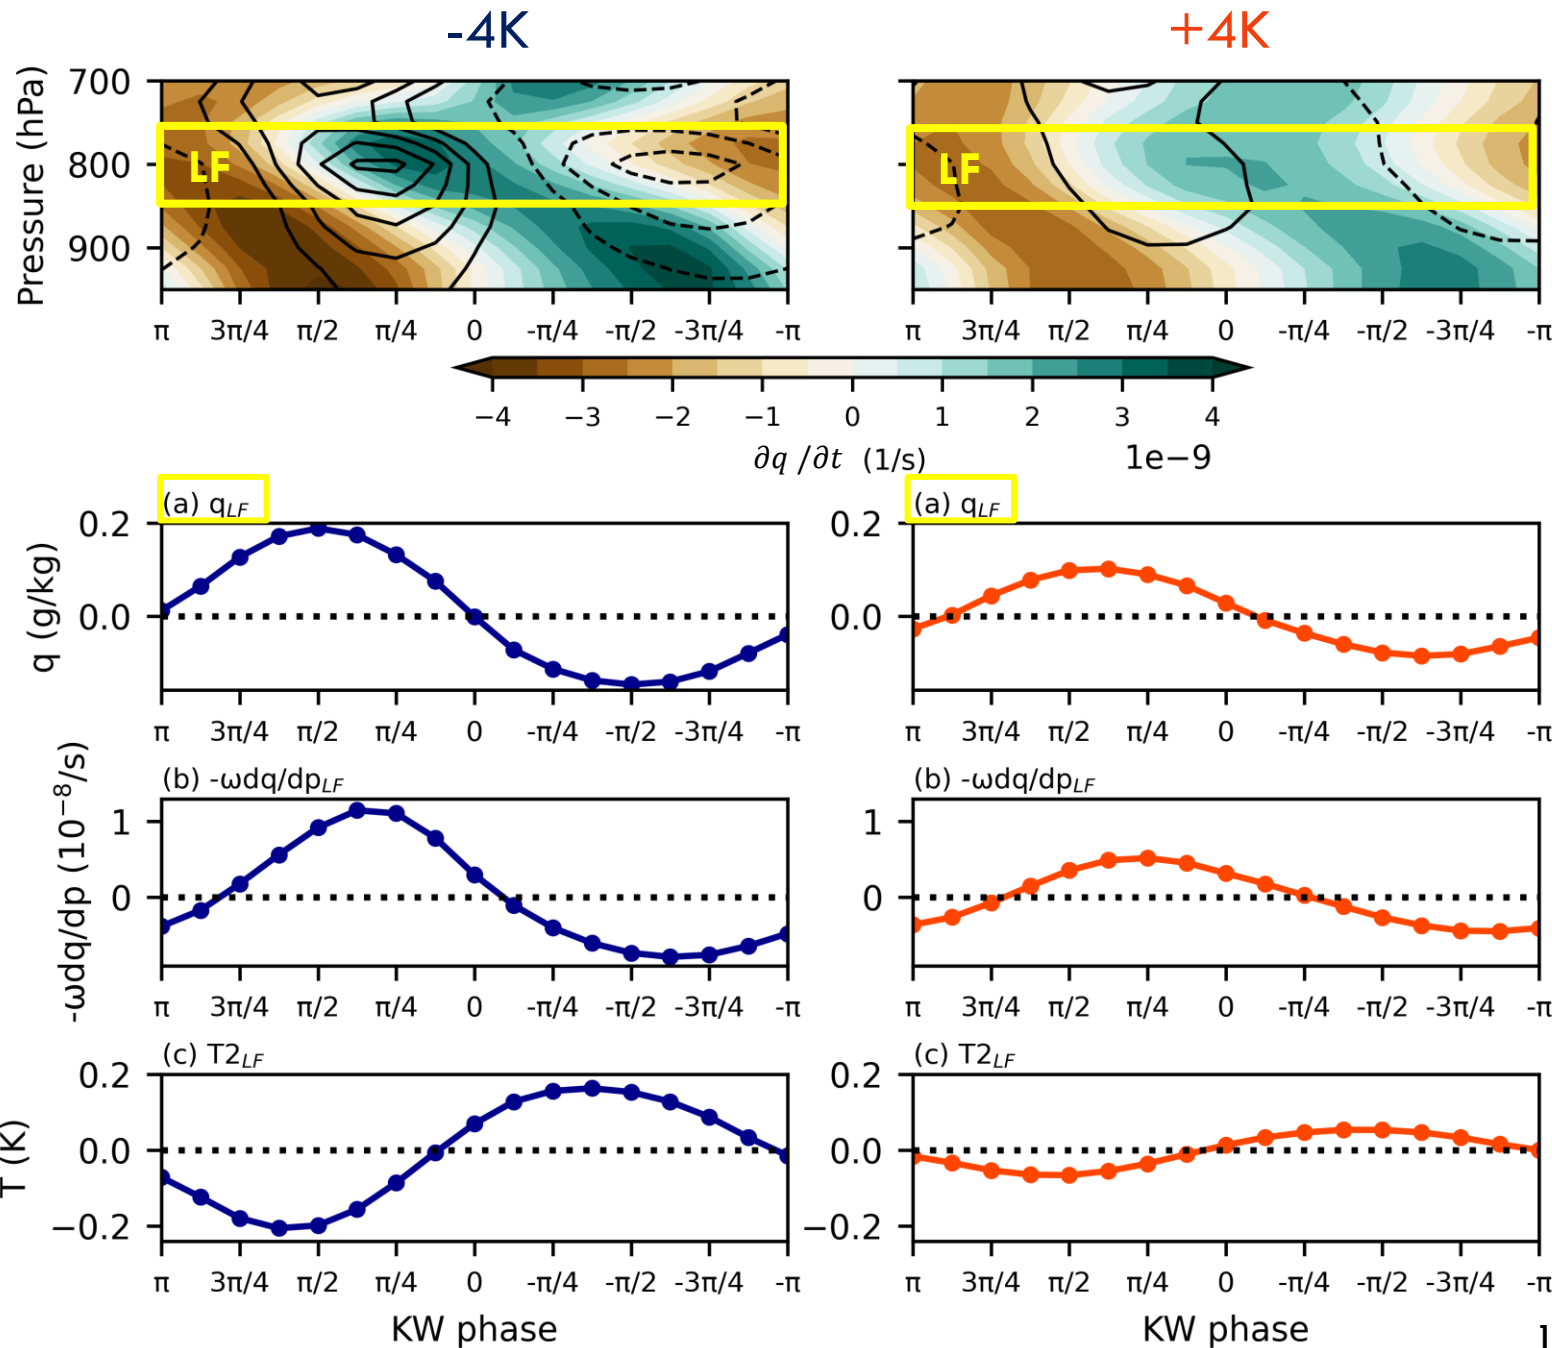 -4K +4K
Pressure (hPa)
700
800
900
LF LF
π 3π/4 π/2 π/4 0 -π/4 -π/2 -3π/4 -π π 3π/4 π/2 π/4 0 -π/4 -π/2 -3π/4 -π
−4 −3 −2 −1 0 1 2 3 4
∂q /∂t (1/s) 1e−9
(a) qLF (a) qLF
q (g/kg)
0.2 0.2
0.0 0.0
π 3π/4 π/2 π/4 0 -π/4 -π/2 -3π/4 -π π 3π/4 π/2 π/4 0 -π/4 -π/2 -3π/4 -π
(b) -ωdq/dpLF (b) -ωdq/dpLF
-ωdq/dp (10−8/s)
1 1
0 0
π 3π/4 π/2 π/4 0 -π/4 -π/2 -3π/4 -π π 3π/4 π/2 π/4 0 -π/4 -π/2 -3π/4 -π
(c) T2LF (c) T2LF
T (K)
0.2 0.2
0.0 0.0
−0.2 −0.2
π 3π/4 π/2 π/4 0 -π/4 -π/2 -3π/4 -π π 3π/4 π/2 π/4 0 -π/4 -π/2 -3π/4 -π
KW phase KW phase